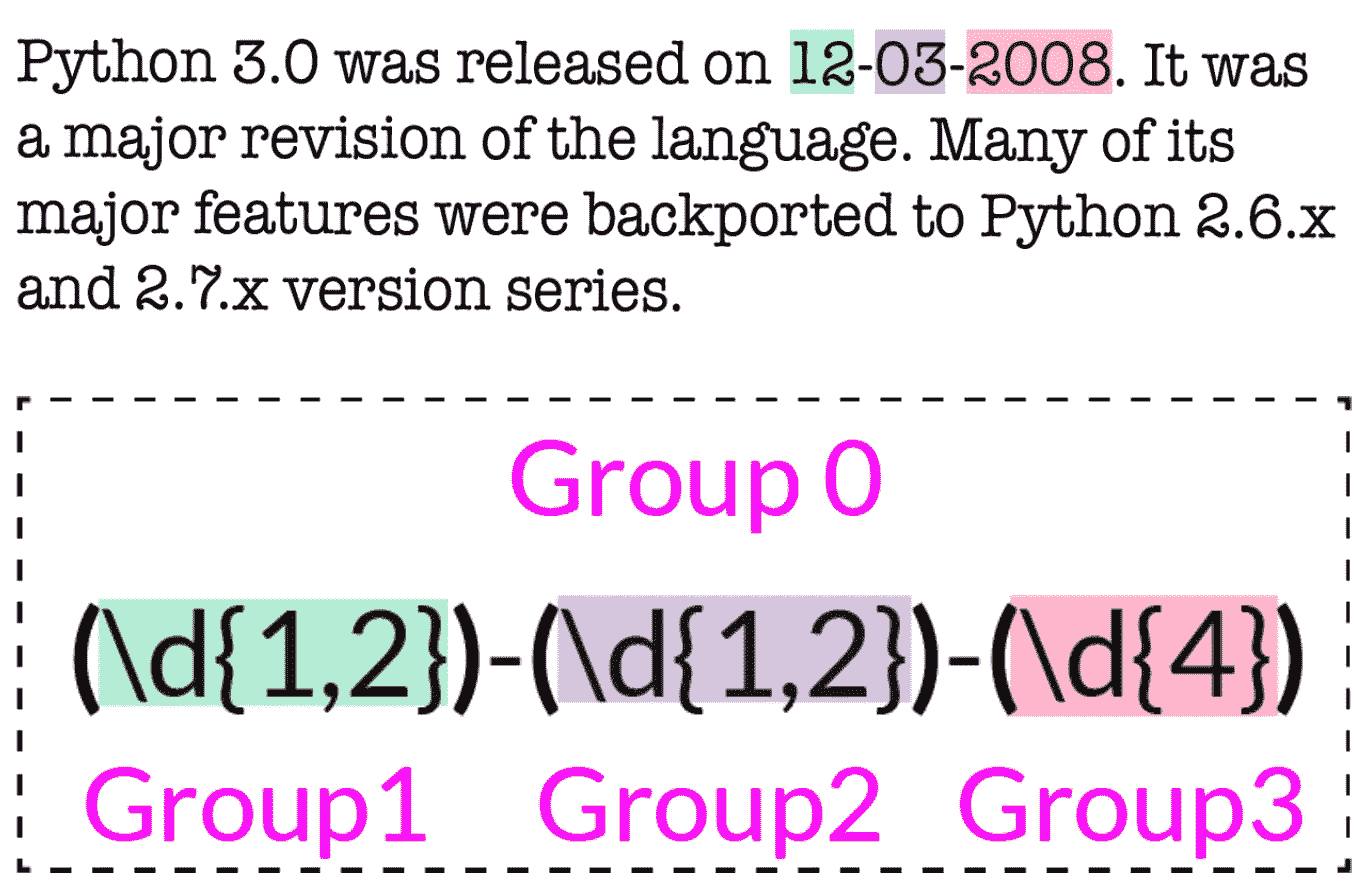 Python 3.0 was released on 12-03-2008. It was
a major revision of the language. Many of its
major features were backported to Python 2.6.x
and 2.7.x version series.
Group 0
(\d{1,2})-(\d{1,2})-(\d{4})
Group1 Group2 Group3